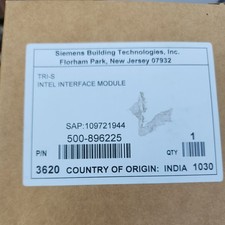 Siemens Building Technologies, Inc.
Florham Park, New Jersey 07932
TRI-S
INTEL INTERFACE MODULE
SAP:109721944
500-896225
1
P/N
QTY
3620 COUNTRY OF ORIGIN: INDIA 1030